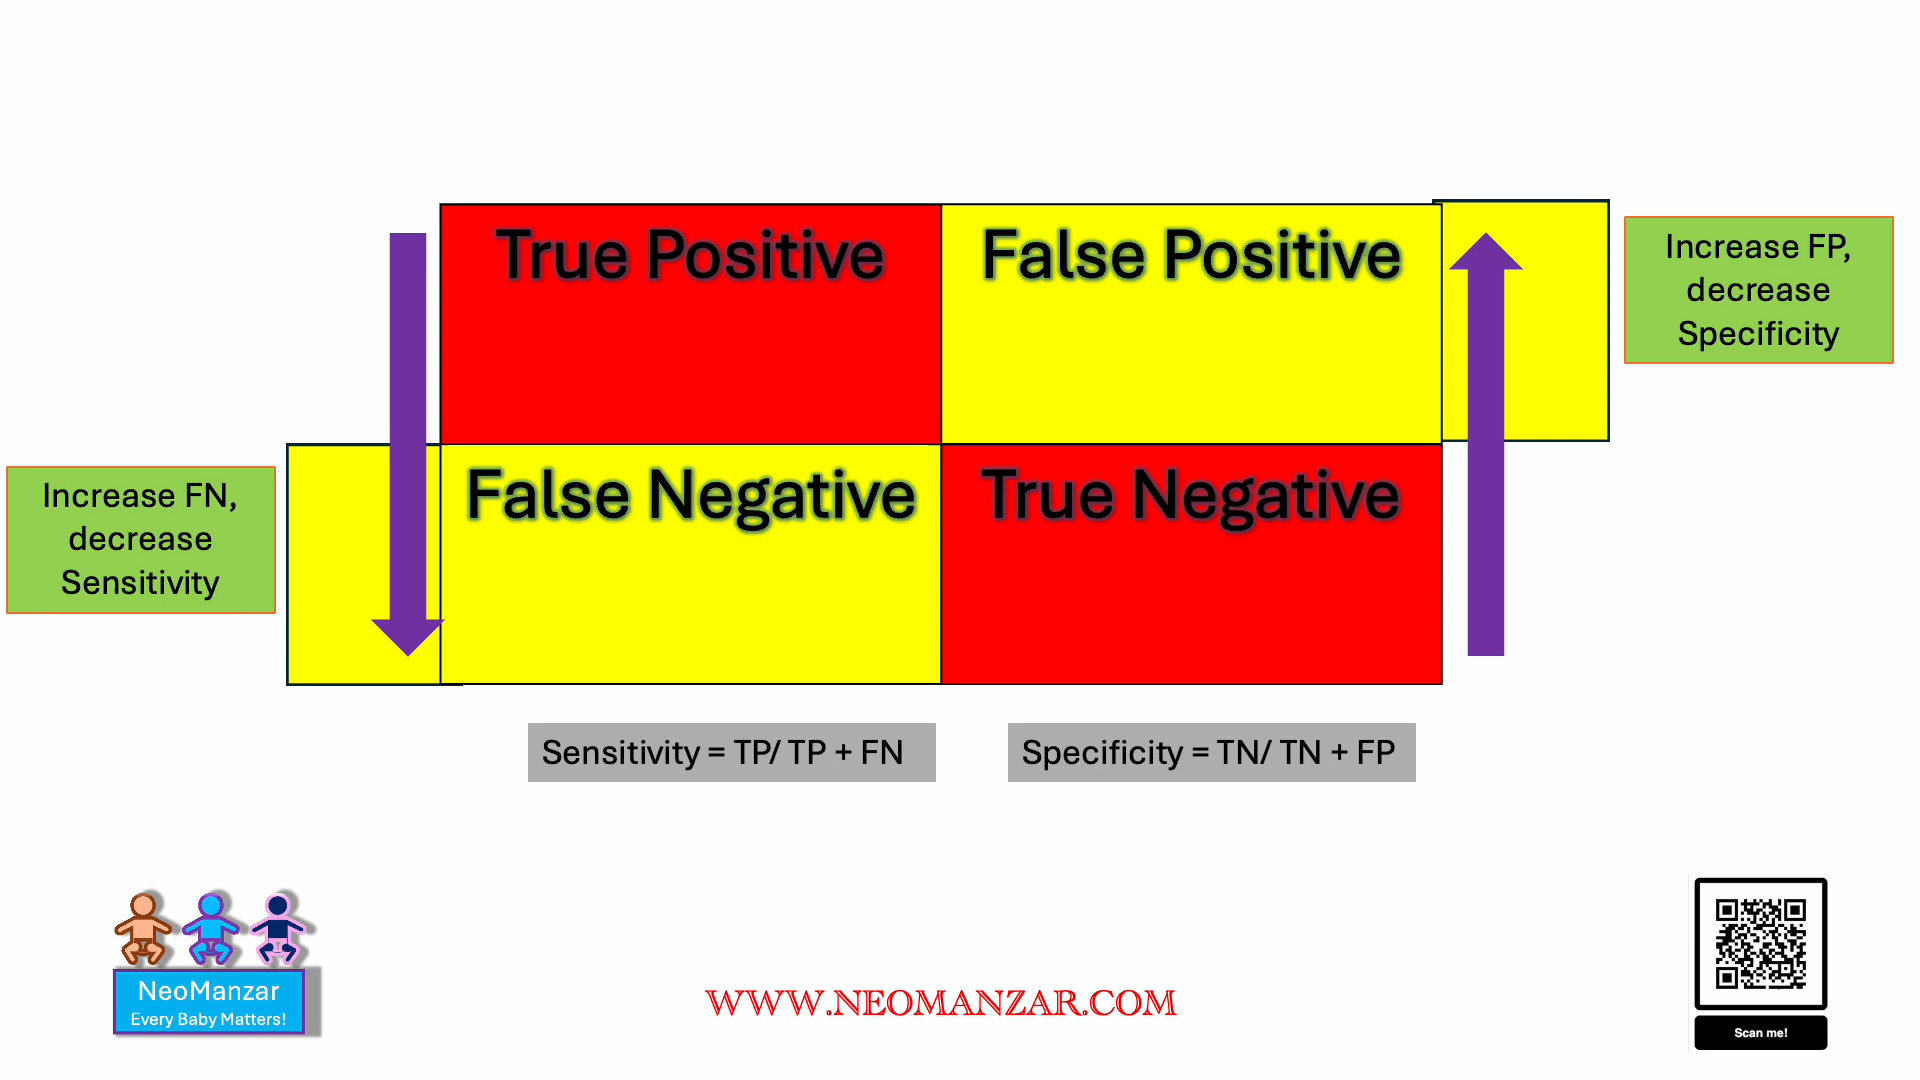 True Positive
False Positive
Increase FP,
decrease
Specificity
False Negative
True Negative
Increase FN,
decrease
Sensitivity
Sensitivity = TP/ TP + FN
Specificity = TN/ TN + FP
NeoManzar
Every Baby Matters!
WWW.NEOMANZAR.COM
Scan me!